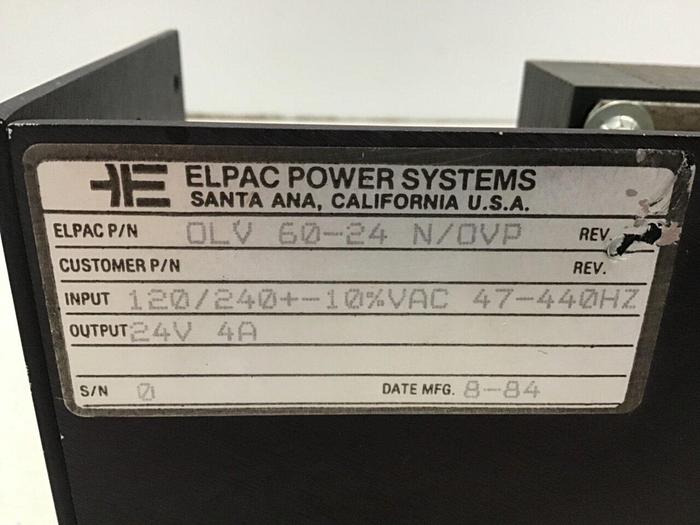 ELPAC POWER SYSTEMS
SANTA ANA, CALIFORNIA U.S.A.
ELPAC P/N OLV 60-24 N/OVP REV.
CUSTOMER P/N REV.
INPUT 120/240+-10%VAC 47-440HZ
OUTPUT 24V 4A
S/N 0 DATE MFG. 8-84